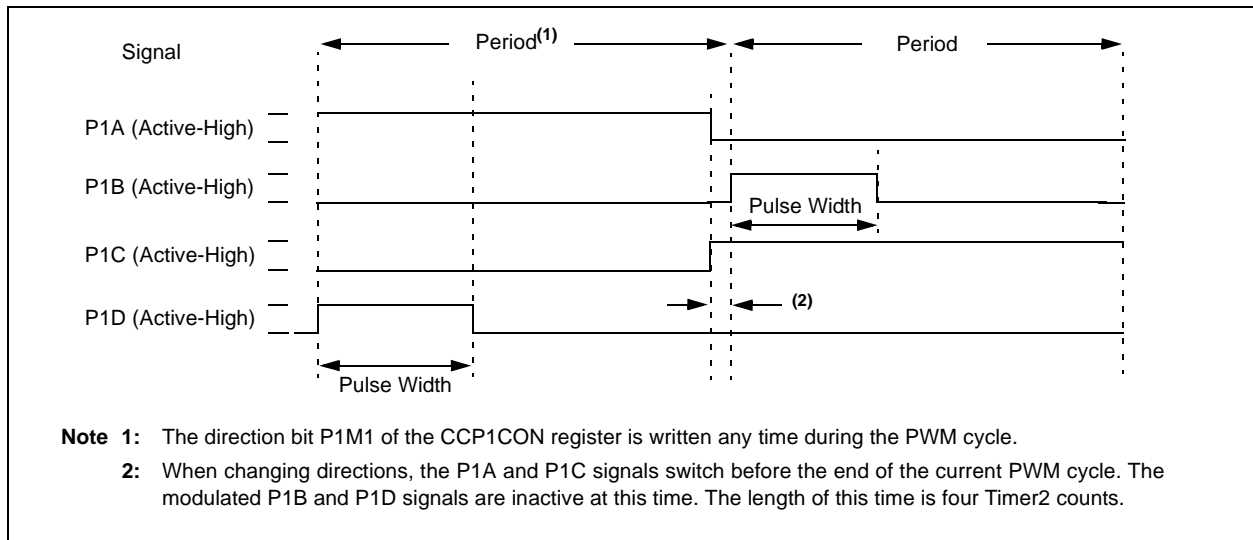 Signal
Period(1)
Period
P1A (Active-High)
P1B (Active-High)
Pulse Width
P1C (Active-High)
(2)
P1D (Active-High)
Pulse Width
Note 1: The direction bit P1M1 of the CCP1CON register is written any time during the PWM cycle.
2: When changing directions, the P1A and P1C signals switch before the end of the current PWM cycle. The
modulated P1B and P1D signals are inactive at this time. The length of this time is four Timer2 counts.